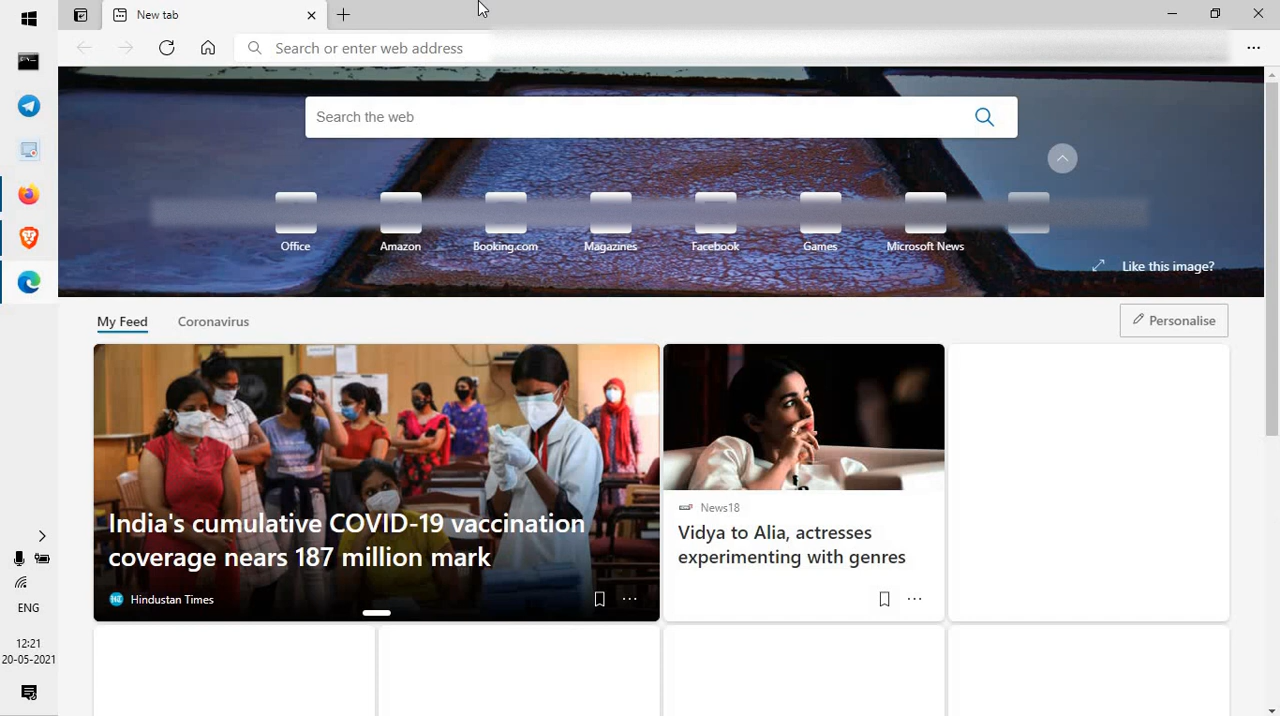 New tab
Search or enter web address
Search the web
Office
Amazon
Booking.com
Magazines
Facebook
Games
Microsoft News
Like this image?
My Feed
Coronavirus
Personalise
India's cumulative COVID-19 vaccination
coverage nears 187 million mark
Hindustan Times
News18
Vidya to Alia, actresses
experimenting with genres
ENG
12:21
20-05-2021